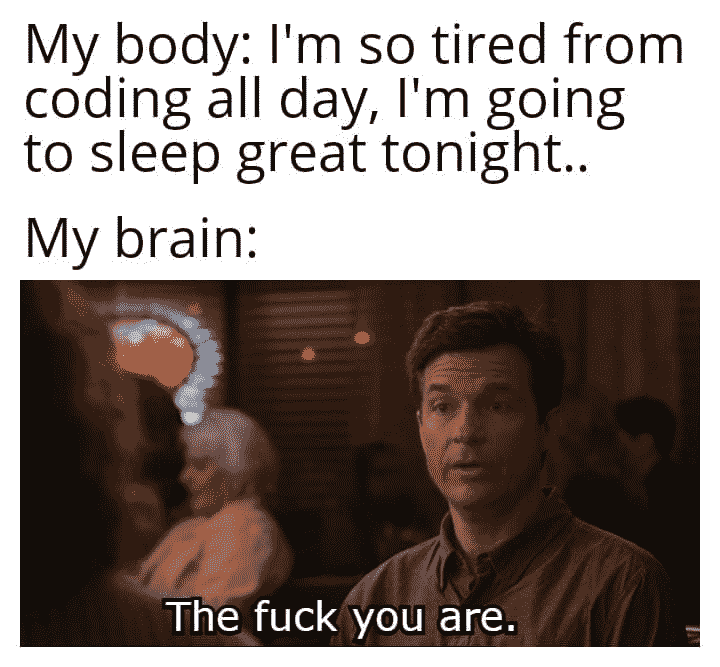 My body: I'm so tired from
coding all day, I'm going
to sleep great tonight..
My brain:
The fuck you are.